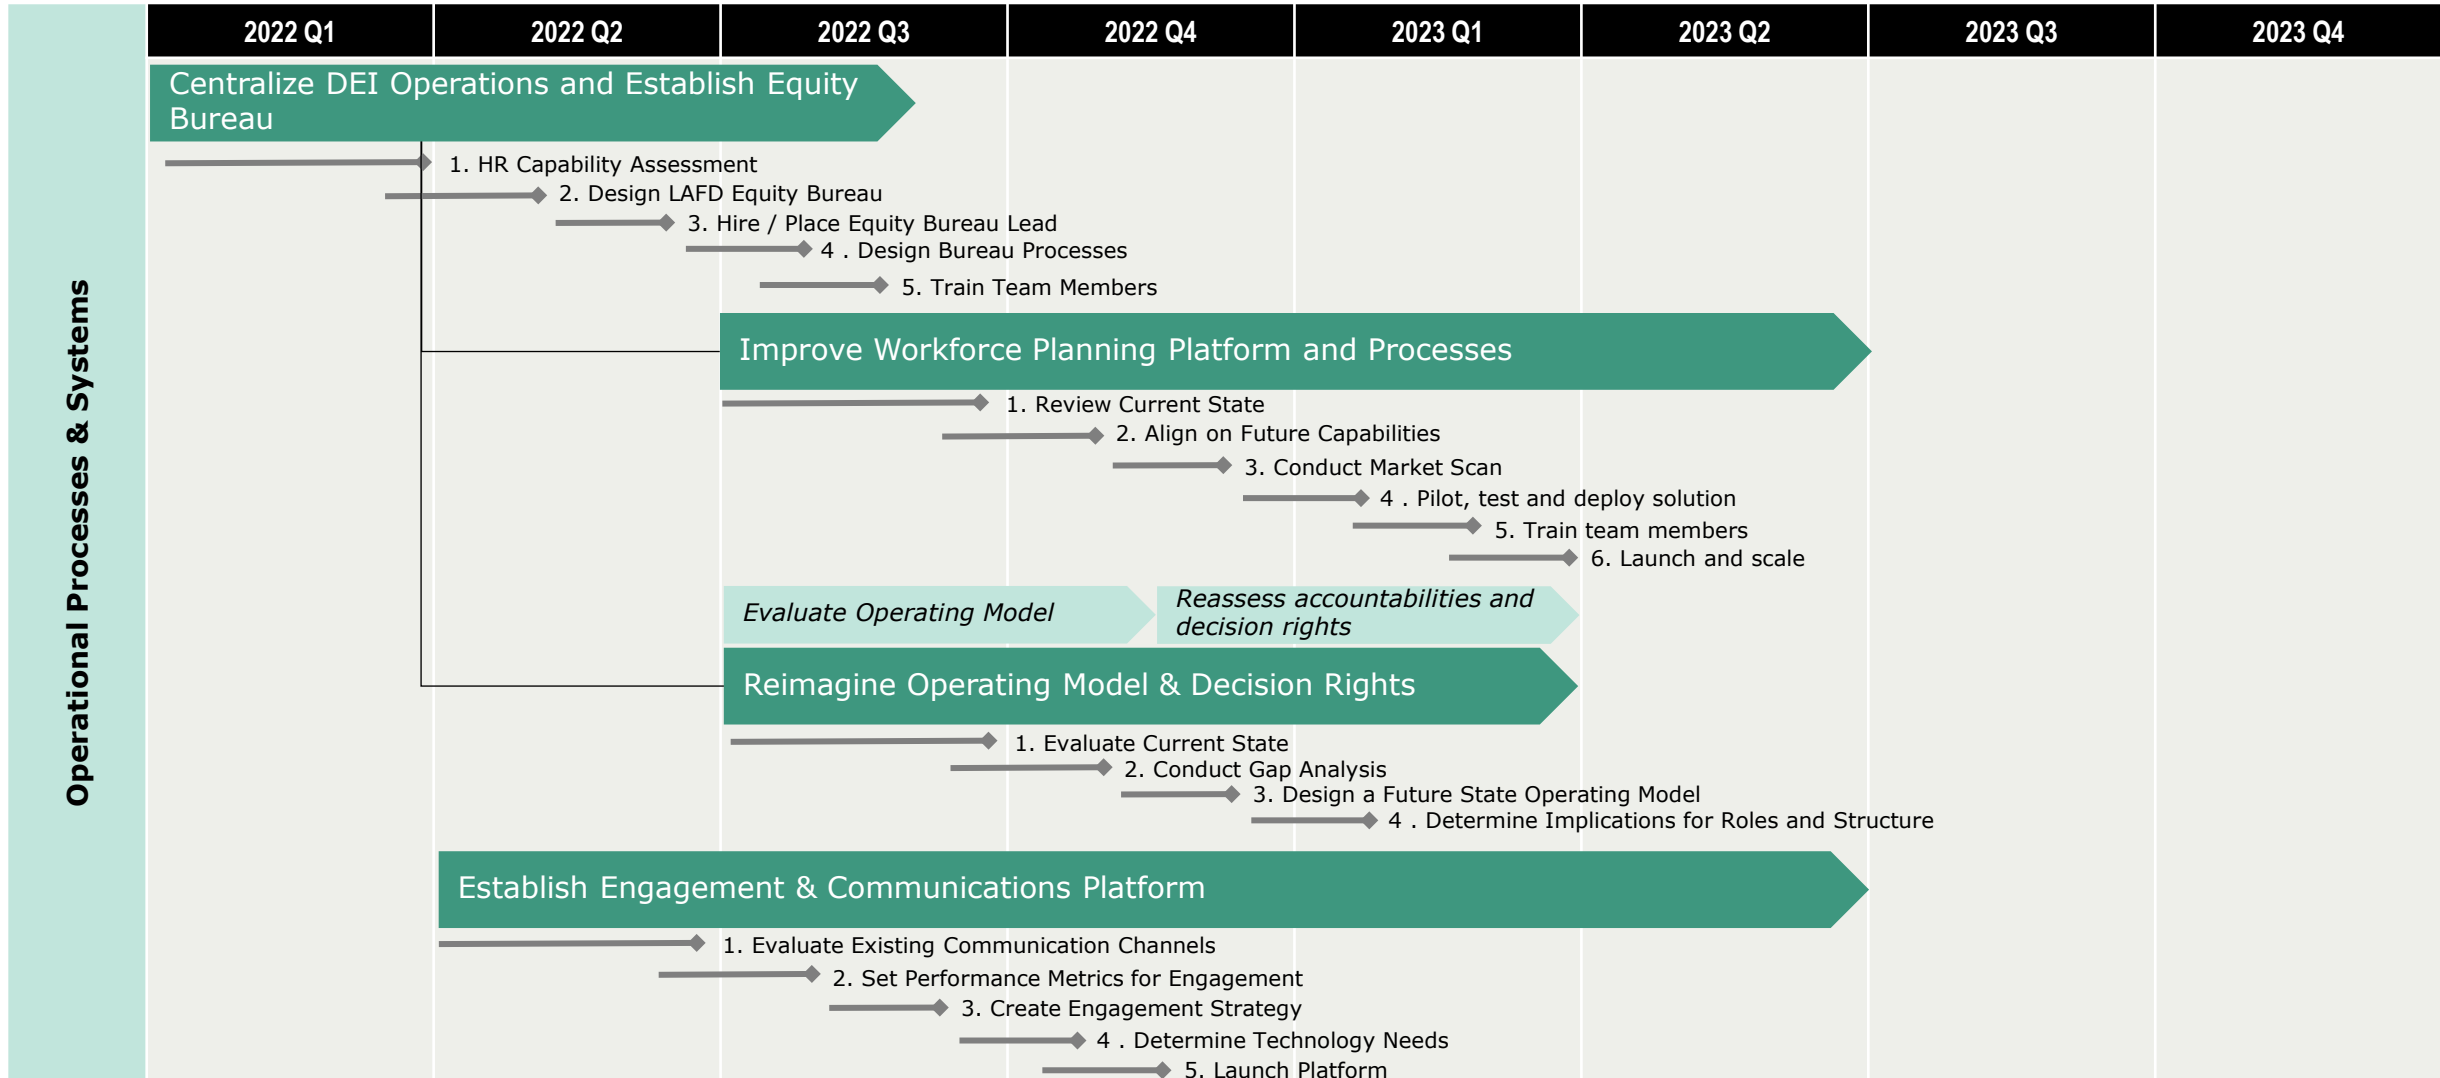 2022 Q1
2022 Q2
2022 Q3
2022 Q4
2023 Q1
2023 Q2
2023 Q3
2023 Q4
Operational Processes & Systems
Centralize DEI Operations and Establish Equity
Bureau
1. HR Capability Assessment
2. Design LAFD Equity Bureau
3. Hire / Place Equity Bureau Lead
4 . Design Bureau Processes
5. Train Team Members
Improve Workforce Planning Platform and Processes
1. Review Current State
2. Align on Future Capabilities
3. Conduct Market Scan
4 . Pilot, test and deploy solution
5. Train team members
6. Launch and scale
Evaluate Operating Model
Reassess accountabilities and
decision rights
Reimagine Operating Model & Decision Rights
1. Evaluate Current State
2. Conduct Gap Analysis
3. Design a Future State Operating Model
4 . Determine Implications for Roles and Structure
Establish Engagement & Communications Platform
1. Evaluate Existing Communication Channels
2. Set Performance Metrics for Engagement
3. Create Engagement Strategy
4 . Determine Technology Needs
5. Launch Platform